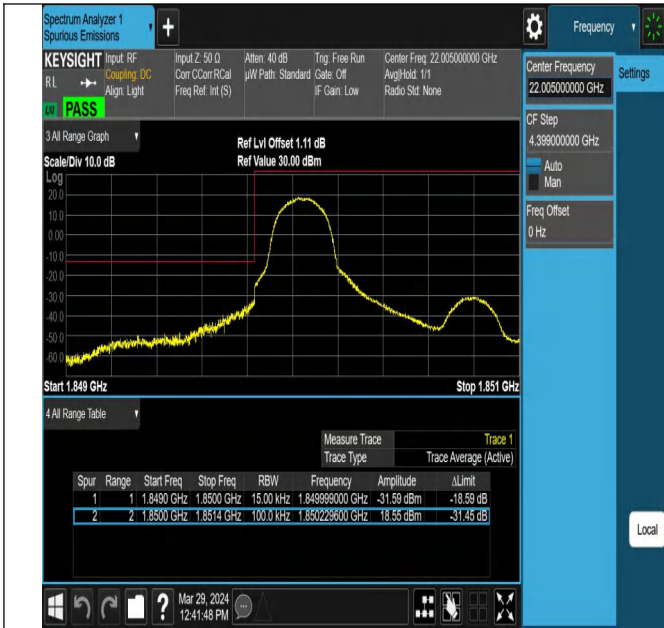 Spectrum Analyzer 1
Spurious Emissions
Frequency
KEYSIGHT Input: RF
RL
Coupling: DC
Align: Light
Input Z: 50 Ω
Corr CCorr RCal
Freq Ref: Int (S)
Atten: 40 dB
µW Path: Standard
Trig: Free Run
Gate: Off
IF Gain: Low
Center Freq: 22.005000000 GHz
Avg|Hold: 1/1
Radio Std: None
LXI PASS
Center Frequency
22.005000000 GHz
Settings
CF Step
4.399000000 GHz
Auto
Man
Freq Offset
0 Hz
3 All Range Graph
Scale/Div 10.0 dB
Ref Lvl Offset 1.11 dB
Ref Value 30.00 dBm
Log
20.0
10.0
0.00
-10.0
-20.0
-30.0
-40.0
-50.0
-60.0
Start 1.849 GHz
Stop 1.851 GHz
4 All Range Table
Measure Trace Trace 1
Trace Type Trace Average (Active)
Spur Range Start Freq Stop Freq RBW Frequency Amplitude ΔLimit
1 1 1.8490 GHz 1.8500 GHz 15.00 kHz 1.849999000 GHz -31.59 dBm -18.59 dB
2 2 1.8500 GHz 1.8514 GHz 100.0 kHz 1.850229600 GHz 18.55 dBm -31.45 dB
Local
Mar 29, 2024
12:41:48 PM